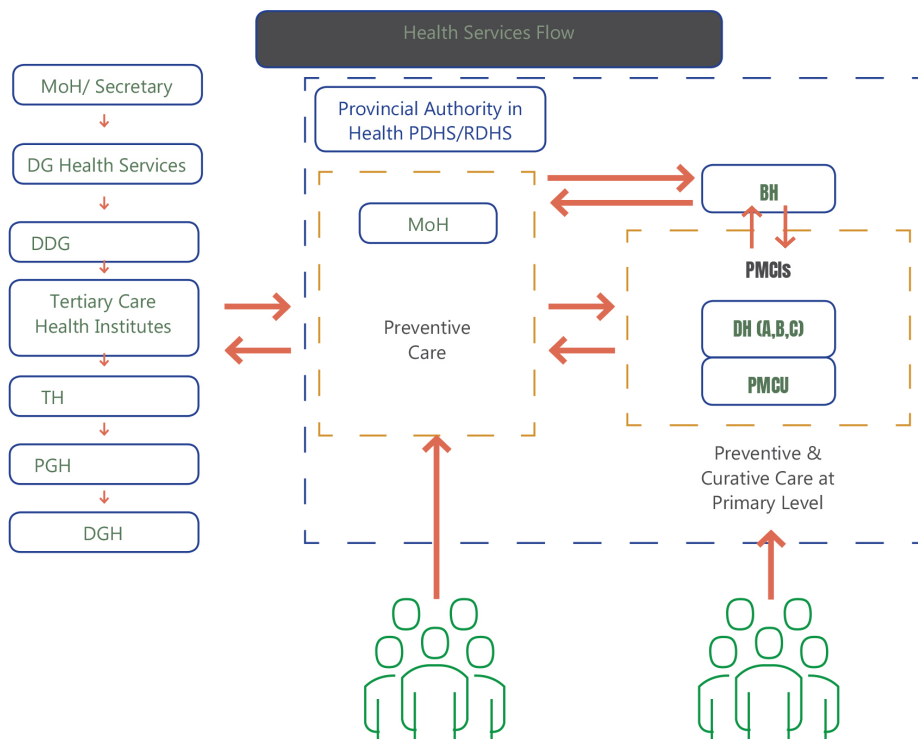 Health Services Flow
MoH/ Secretary
DG Health Services
DDG
Tertiary Care
Health Institutes
TH
PGH
DGH
Provincial Authority in
Health PDHS/RDHS
MoH
Preventive
Care
BH
PMCIs
DH (A,B,C)
PMCU
Preventive &
Curative Care at
Primary Level